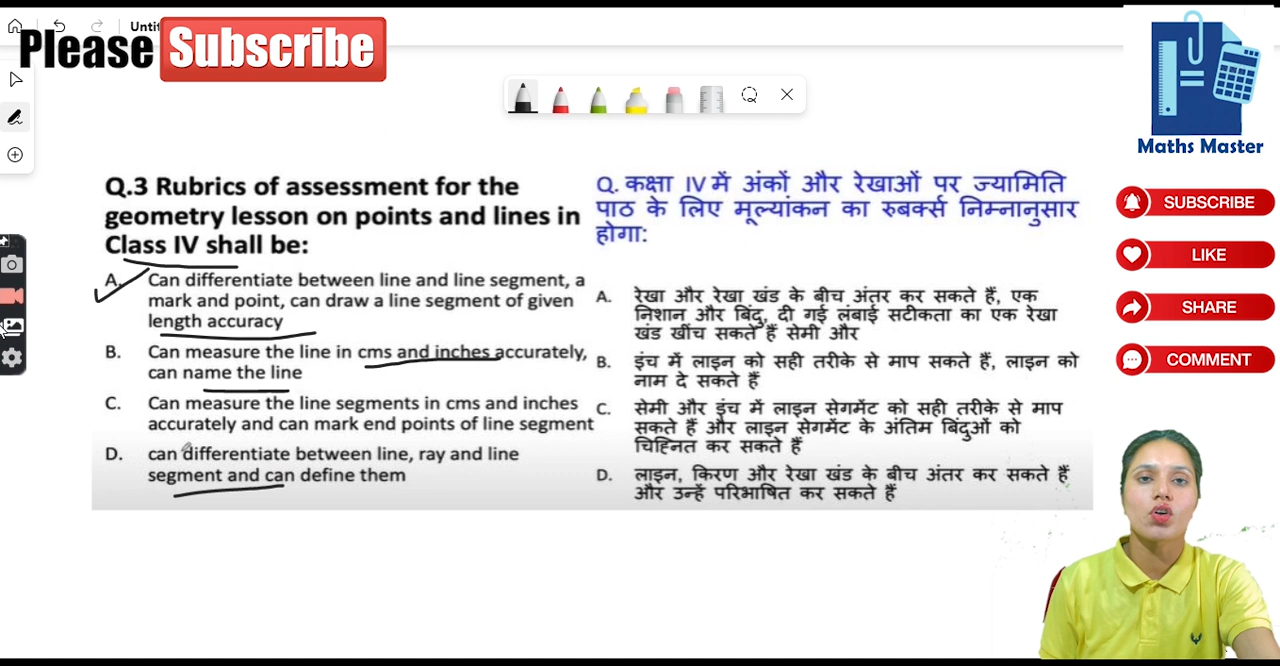 Untit
Please Subscribe
Maths Master
SUBSCRIBE
LIKE
SHARE
COMMENT
Q.3 Rubrics of assessment for the
geometry lesson on points and lines in
Class IV shall be:
A. Can differentiate between line and line segment, a
mark and point, can draw a line segment of given
length accuracy
B. Can measure the line in cms and inches accurately,
can name the line
C. Can measure the line segments in cms and inches
accurately and can mark end points of line segment
D. can differentiate between line, ray and line
segment and can define them
Q. कक्षा IV में अंकों और रेखाओं पर ज्यामिति
पाठ के लिए मूल्यांकन का रुबर्क्स निम्नानुसार
होगा:
A. रेखा और रेखा खंड के बीच अंतर कर सकते हैं, एक
निशान और बिंदु, दी गई लंबाई सटीकता का एक रेखा
खंड खींच सकते हैं सेमी और
B. इंच में लाइन को सही तरीके से माप सकते हैं, लाइन को
नाम दे सकते हैं
C. सेमी और इंच में लाइन सेगमेंट को सही तरीके से माप
सकते हैं और लाइन सेगमेंट के अंतिम बिंदुओं को
चिह्नित कर सकते हैं
D. लाइन, किरण और रेखा खंड के बीच अंतर कर सकते हैं
और उन्हें परिभाषित कर सकते हैं